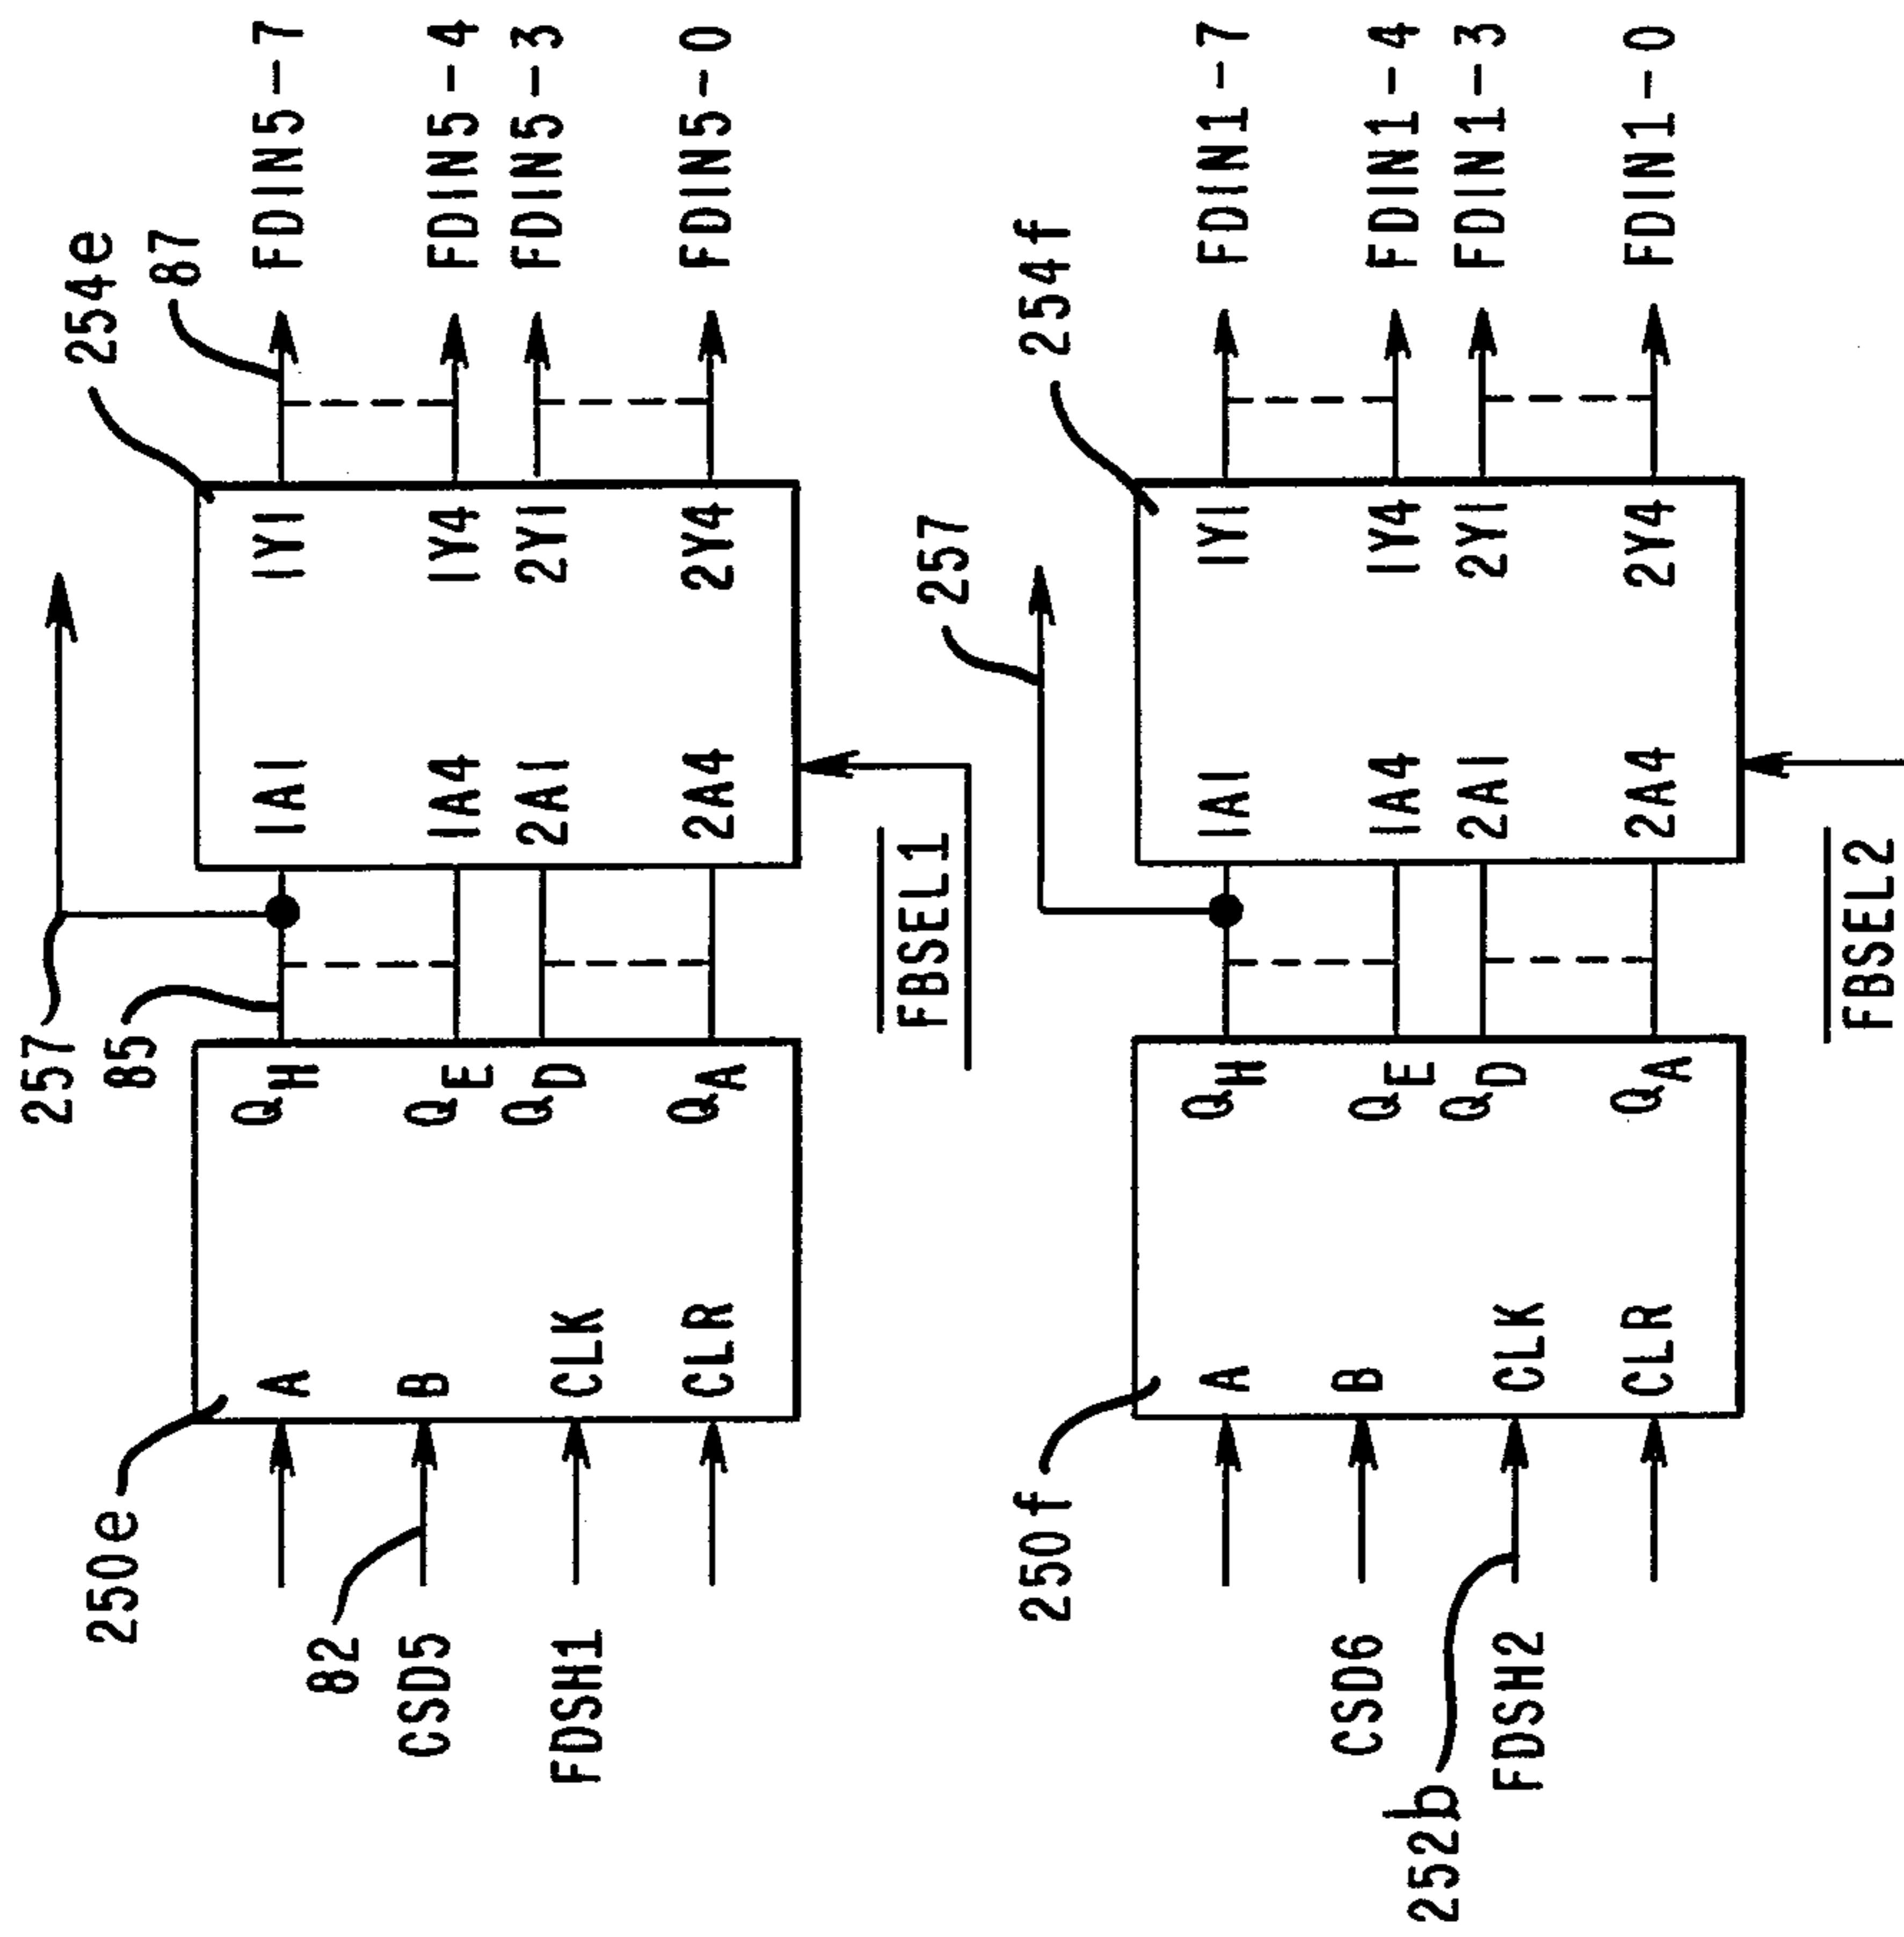 257
85
254e
87
250e
82
CSD5
FDSH1
A
B
CLK
CLR
QH
QE
QD
QA
1A1
1A4
2A1
2A4
1Y1
1Y4
2Y1
2Y4
FDIN5-7
FDIN5-4
FDIN5-3
FDIN5-0
FBSEL1
257
254f
250f
CSD6
FDSH2
252b
A
B
CLK
CLR
QH
QE
QD
QA
1A1
1A4
2A1
2A4
1Y1
1Y4
2Y1
2Y4
FDIN1-7
FDIN1-4
FDIN1-3
FDIN1-0
FBSEL2